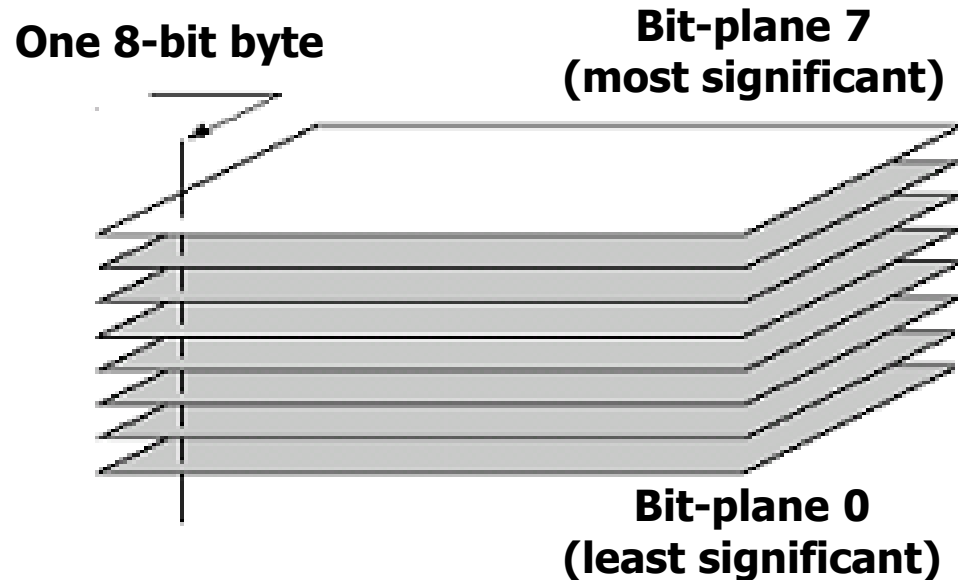 One 8-bit byte
Bit-plane 7
(most significant)
Bit-plane 0
(least significant)